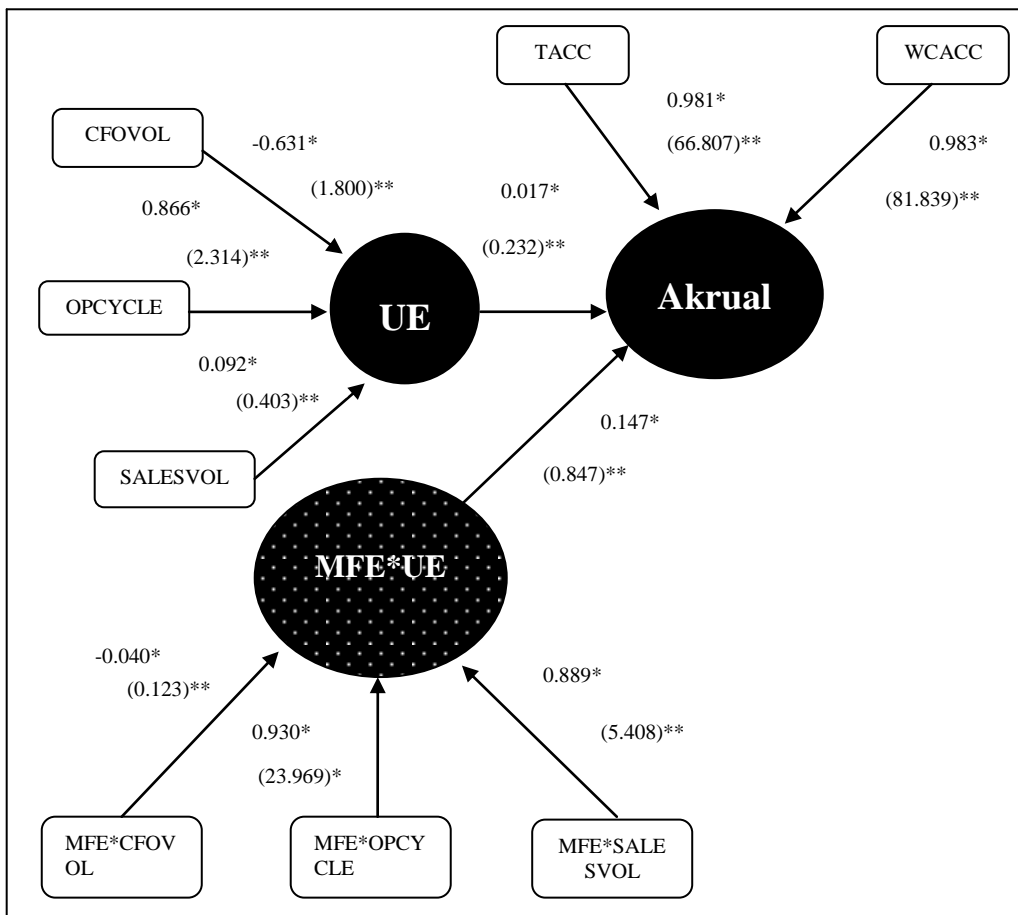 TACC
WCACC
0.981*
(66.807)**
CFOVOL
-0.631*
0.983*
(1.800)**
0.017*
(81.839)**
0.866*
(2.314)**
(0.232)**
OPCYCLE
UE
Akrual
0.092*
(0.403)**
0.147*
SALESVOL
(0.847)**
MFE*UE
-0.040*
(0.123)**
0.889*
0.930*
(5.408)**
(23.969)*
MFE*CFOV
OL
MFE*OPCY
CLE
MFE*SALE
SVOL